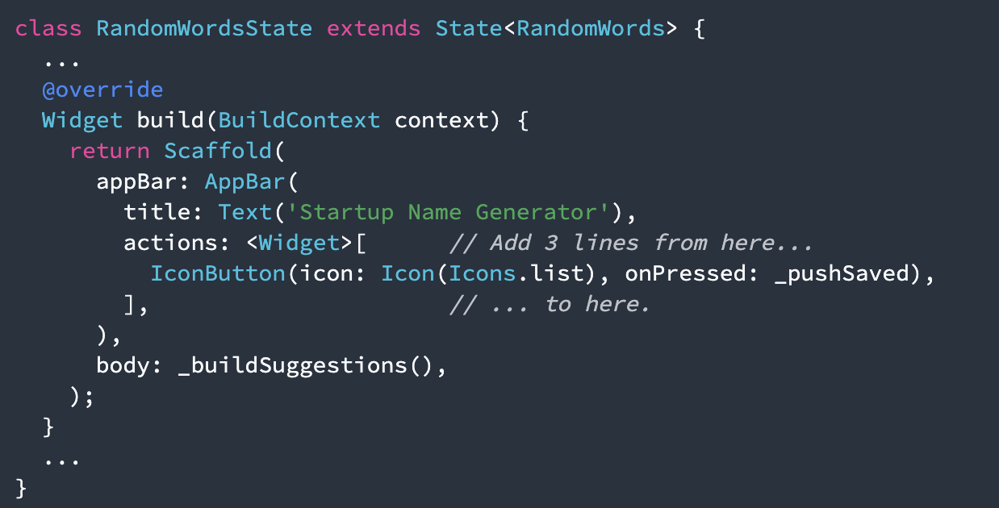 class RandomWordsState extends State<RandomWords> {
  ...
  @override
  Widget build(BuildContext context) {
    return Scaffold(
      appBar: AppBar(
        title: Text('Startup Name Generator'),
        actions: <Widget>[      // Add 3 lines from here...
          IconButton(icon: Icon(Icons.list), onPressed: _pushSaved),
        ],                      // ... to here.
      ),
      body: _buildSuggestions(),
    );
  }
  ...
}